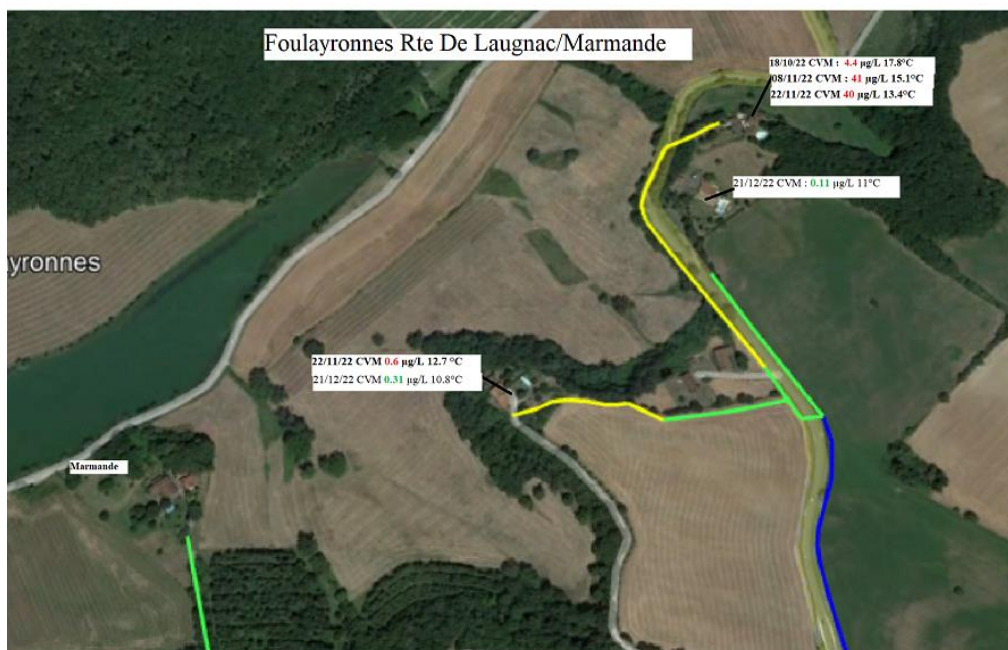 Foulayronnes Rte De Laugnac/Marmande
18/10/22 CVM : 4.4 µg/L 17.8°C
08/11/22 CVM : 41 µg/L 15.1°C
22/11/22 CVM 40 µg/L 13.4°C
21/12/22 CVM : 0.11 µg/L 11°C
yronnes
22/11/22 CVM 0.6 µg/L 12.7 °C
21/12/22 CVM 0.31 µg/L 10.8°C
Marmande